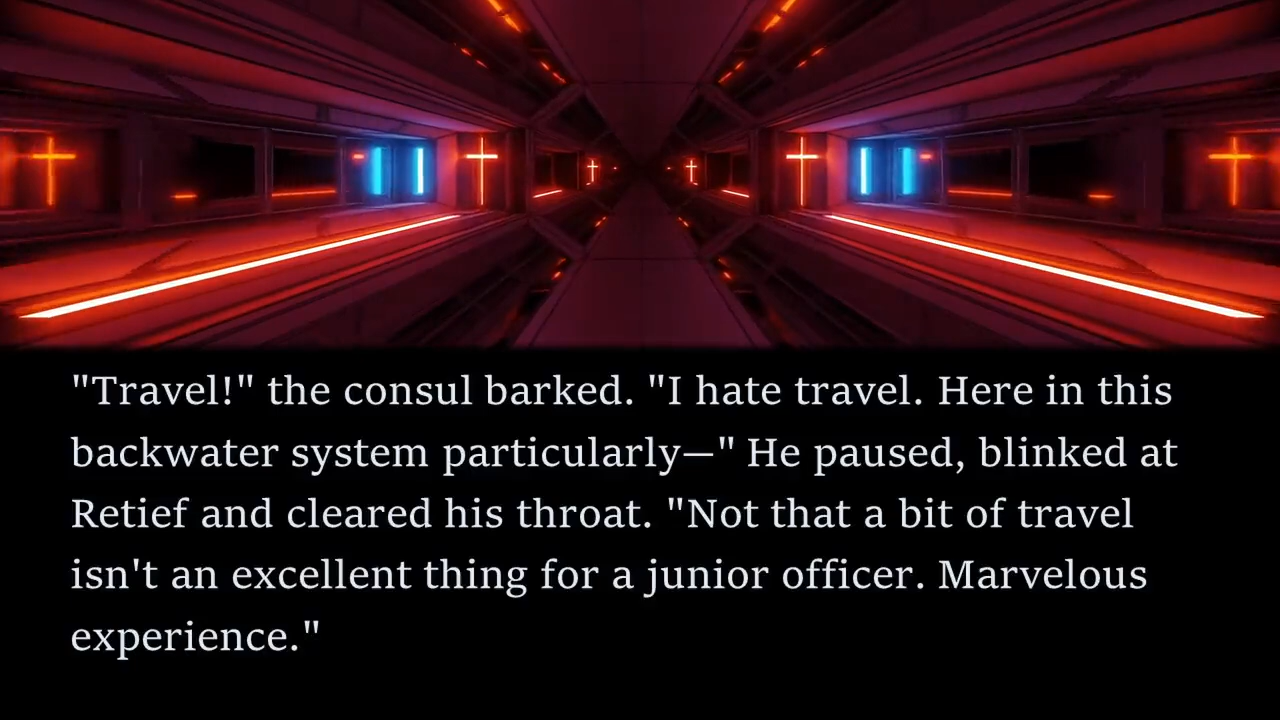 "Travel!" the consul barked. "I hate travel. Here in this
backwater system particularly—" He paused, blinked at
Retief and cleared his throat. "Not that a bit of travel
isn't an excellent thing for a junior officer. Marvelous
experience."